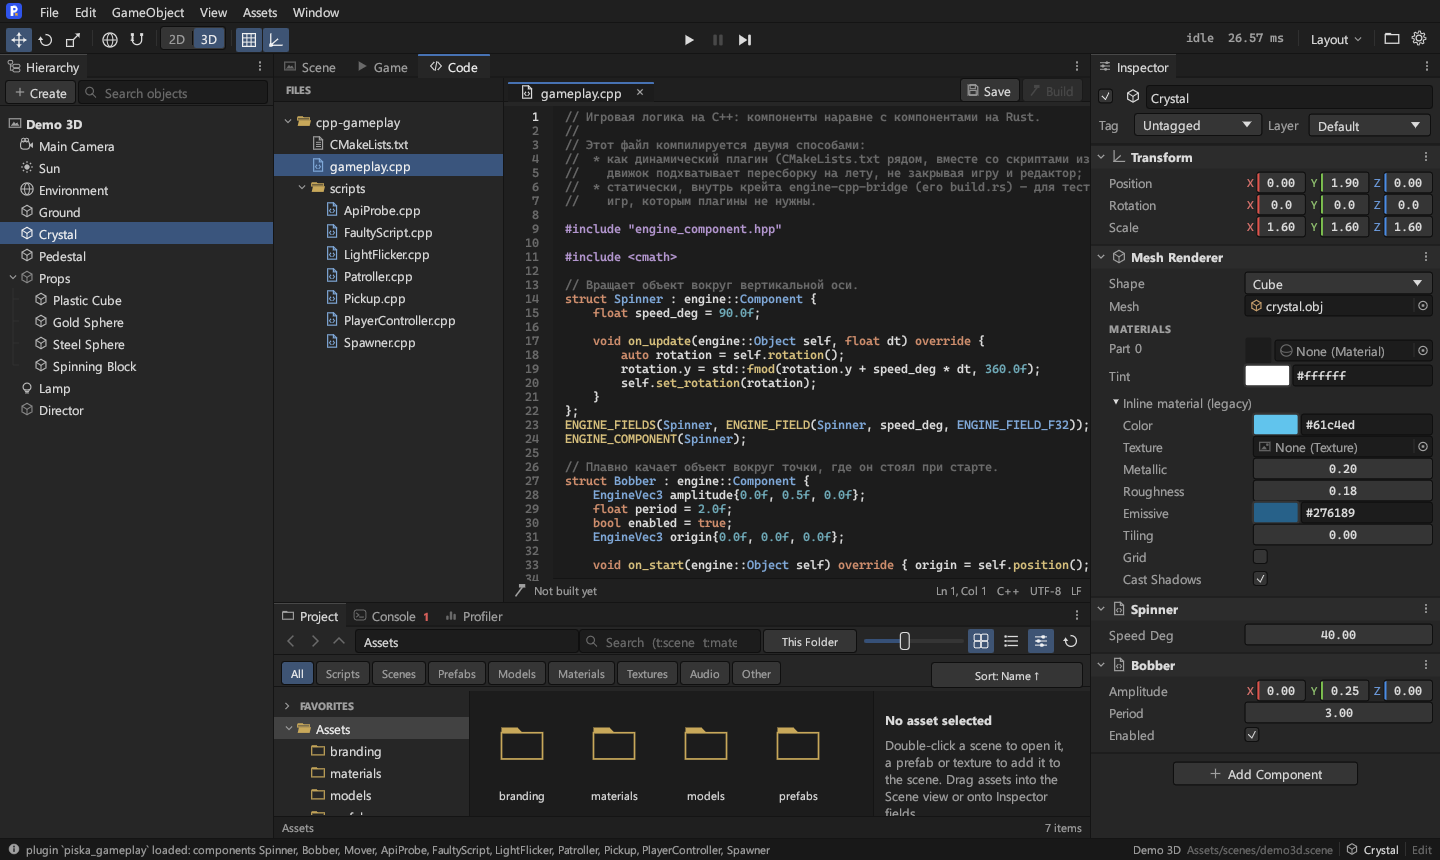 File Edit GameObject View Assets Window
2D 3D idle 26.57 ms Layout
Hierarchy
Create Search objects
Demo 3D
Main Camera
Sun
Environment
Ground
Crystal
Pedestal
Props
Plastic Cube
Gold Sphere
Steel Sphere
Spinning Block
Lamp
Director
Scene Game Code
FILES
cpp-gameplay
CMakeLists.txt
gameplay.cpp
scripts
ApiProbe.cpp
FaultyScript.cpp
LightFlicker.cpp
Patroller.cpp
Pickup.cpp
PlayerController.cpp
Spawner.cpp
gameplay.cpp × Save Build
1 // Игровая логика на C++: компоненты наравне с компонентами на Rust.
2 //
3 // Этот файл компилируется двумя способами:
4 //  * как динамический плагин (CMakeLists.txt рядом, вместе со скриптами из
5 //    движок подхватывает пересборку на лету, не закрывая игру и редактор;
6 //  * статически, внутрь крейта engine-cpp-bridge (его build.rs) — для тест
7 //    игр, которым плагины не нужны.
8
9 #include "engine_component.hpp"
10
11 #include <cmath>
12
13 // Вращает объект вокруг вертикальной оси.
14 struct Spinner : engine::Component {
15     float speed_deg = 90.0f;
16
17     void on_update(engine::Object self, float dt) override {
18         auto rotation = self.rotation();
19         rotation.y = std::fmod(rotation.y + speed_deg * dt, 360.0f);
20         self.set_rotation(rotation);
21     }
22 };
23 ENGINE_FIELDS(Spinner, ENGINE_FIELD(Spinner, speed_deg, ENGINE_FIELD_F32));
24 ENGINE_COMPONENT(Spinner);
25
26 // Плавно качает объект вокруг точки, где он стоял при старте.
27 struct Bobber : engine::Component {
28     EngineVec3 amplitude{0.0f, 0.5f, 0.0f};
29     float period = 2.0f;
30     bool enabled = true;
31     EngineVec3 origin{0.0f, 0.0f, 0.0f};
32
33     void on_start(engine::Object self) override { origin = self.position();
34
Not built yet Ln 1, Col 1 C++ UTF-8 LF
Project Console 1 Profiler
Assets Search (t:scene t:mate This Folder
All Scripts Scenes Prefabs Models Materials Textures Audio Other Sort: Name ↑
FAVORITES
Assets
branding
materials
models
branding materials models prefabs
No asset selected
Double-click a scene to open it,
a prefab or texture to add it to
the scene. Drag assets into the
Scene view or onto Inspector
fields.
Assets 7 items
Inspector
Crystal
Tag Untagged Layer Default
Transform
Position X 0.00 Y 1.90 Z 0.00
Rotation X 0.0 Y 0.0 Z 0.0
Scale X 1.60 Y 1.60 Z 1.60
Mesh Renderer
Shape Cube
Mesh crystal.obj
MATERIALS
Part 0 None (Material)
Tint #ffffff
Inline material (legacy)
Color #61c4ed
Texture None (Texture)
Metallic 0.20
Roughness 0.18
Emissive #276189
Tiling 0.00
Grid
Cast Shadows
Spinner
Speed Deg 40.00
Bobber
Amplitude X 0.00 Y 0.25 Z 0.00
Period 3.00
Enabled
Add Component
plugin `piska_gameplay` loaded: components Spinner, Bobber, Mover, ApiProbe, FaultyScript, LightFlicker, Patroller, Pickup, PlayerController, Spawner Demo 3D Assets/scenes/demo3d.scene Crystal Edit